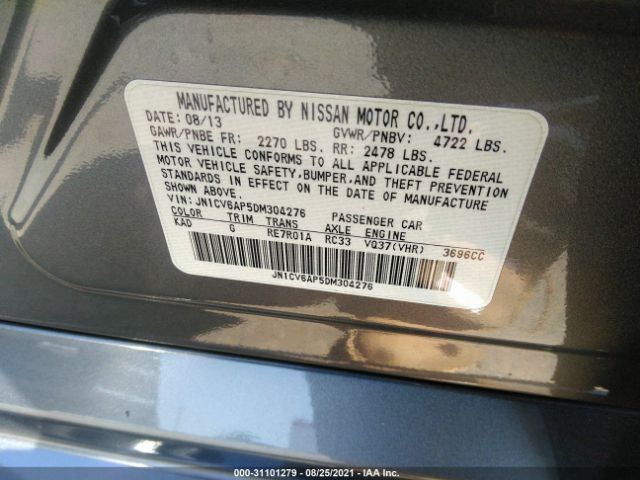 MANUFACTURED BY NISSAN MOTOR CO.,LTD.
DATE: 08/13 GVWR/PNBV: 4722 LBS.
GAWR/PNBE FR: 2270 LBS. RR: 2478 LBS.
THIS VEHICLE CONFORMS TO ALL APPLICABLE FEDERAL
MOTOR VEHICLE SAFETY, BUMPER, AND THEFT PREVENTION
STANDARDS IN EFFECT ON THE DATE OF MANUFACTURE
SHOWN ABOVE.
VIN: JN1CV6AP5DM304276 PASSENGER CAR
COLOR TRIM TRANS AXLE ENGINE
KAD G RE7R01A RC33 VQ37(VHR) 3696CC
JN1CV6AP5DM304276
000-31101279 - 08/25/2021 - IAA Inc.